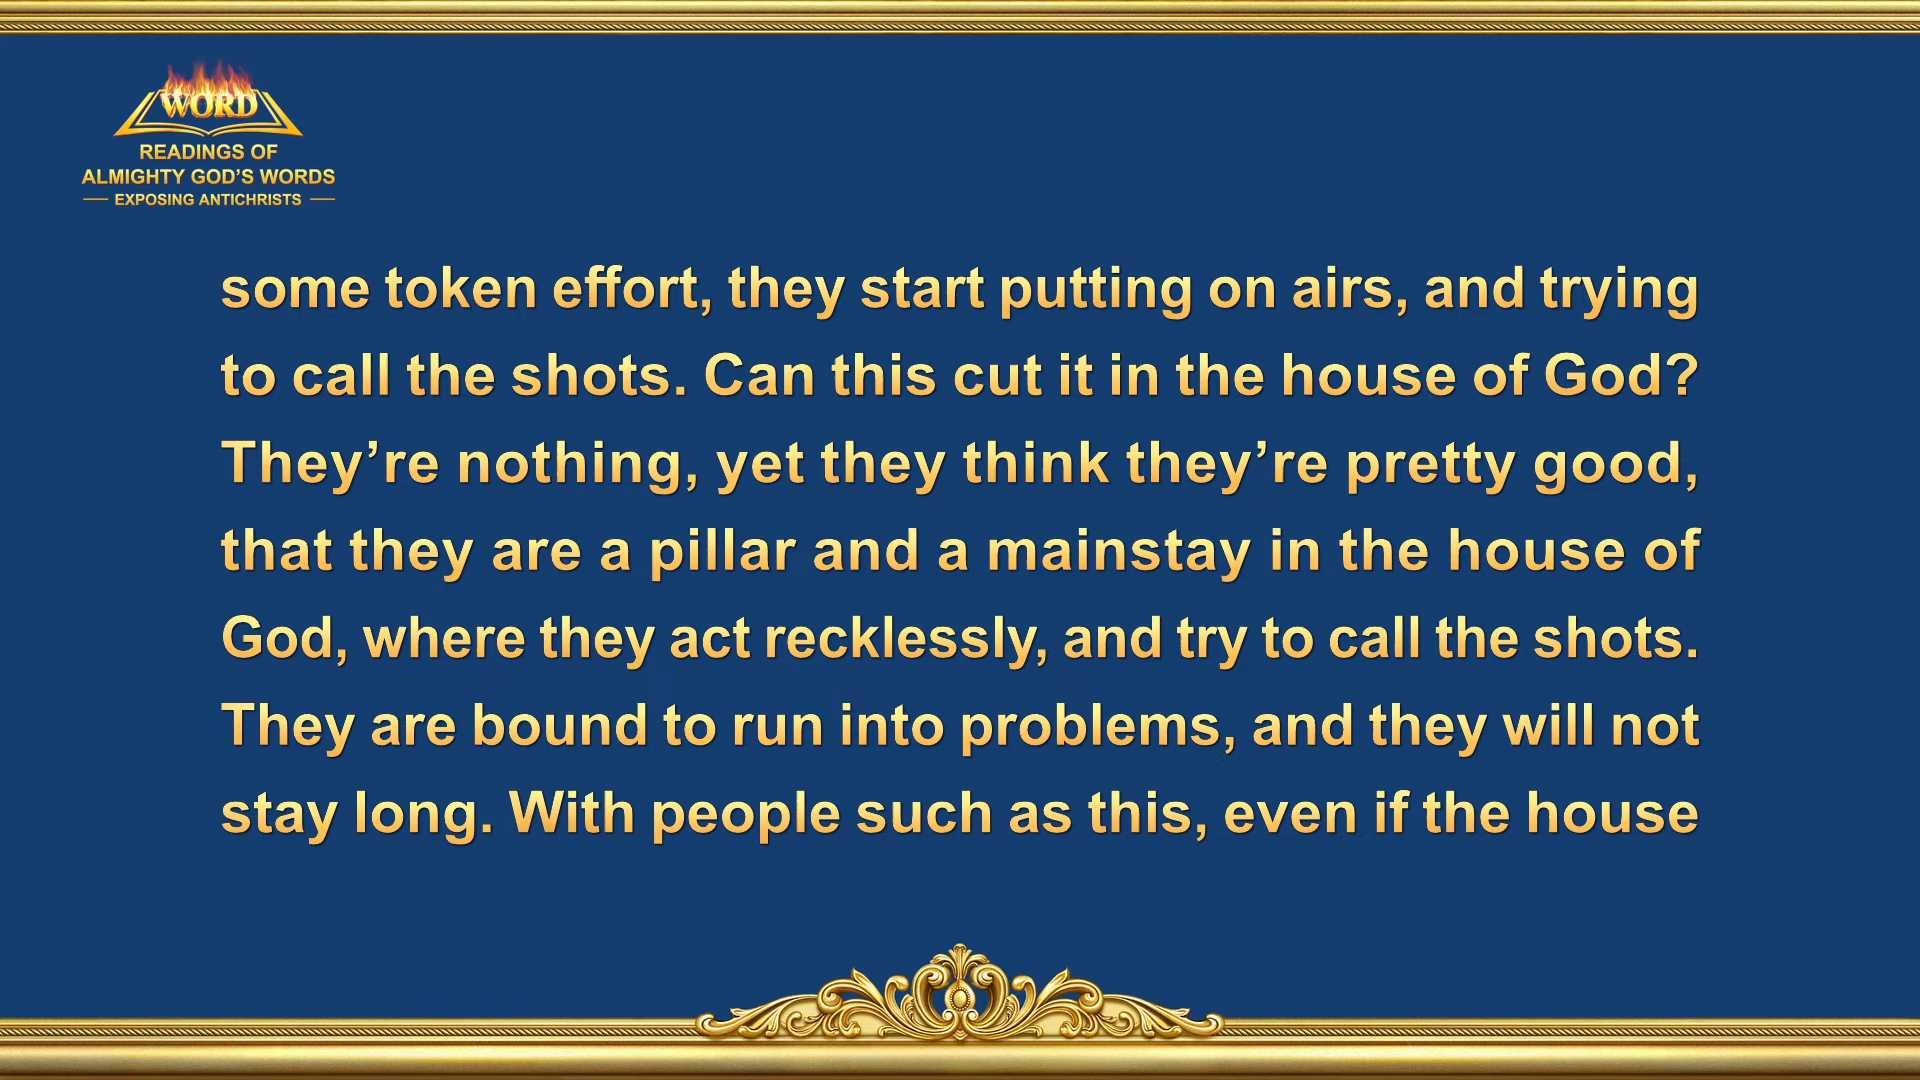 WORD
READINGS OF
ALMIGHTY GOD’S WORDS
EXPOSING ANTICHRISTS
some token effort, they start putting on airs, and trying
to call the shots. Can this cut it in the house of God?
They’re nothing, yet they think they’re pretty good,
that they are a pillar and a mainstay in the house of
God, where they act recklessly, and try to call the shots.
They are bound to run into problems, and they will not
stay long. With people such as this, even if the house